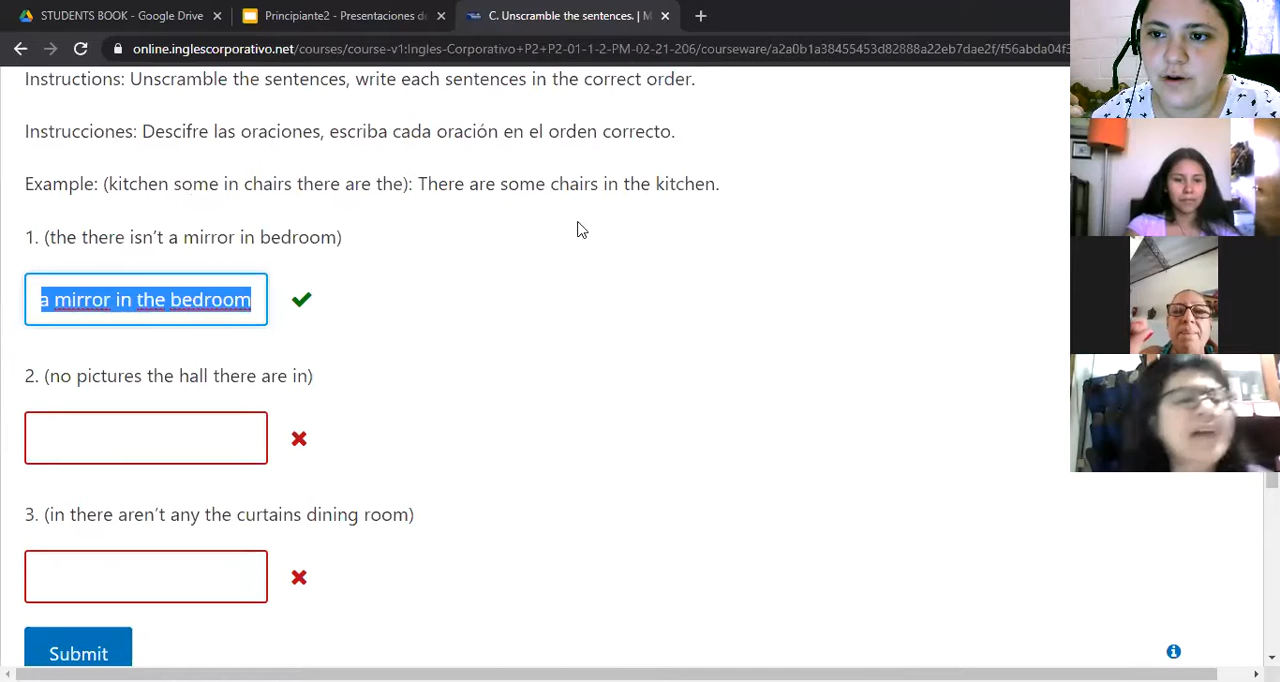 STUDENTS BOOK - Google Drive
Principiante2 - Presentaciones d
C. Unscramble the sentences. | M
online.inglescorporativo.net/courses/course-v1:Ingles-Corporativo+P2+P2-01-1-2-PM-02-21-206/courseware/a2a0b1a38455453d82888a22eb7dae2f/f56abda04f3
Instructions: Unscramble the sentences, write each sentences in the correct order.
Instrucciones: Descifre las oraciones, escriba cada oración en el orden correcto.
Example: (kitchen some in chairs there are the): There are some chairs in the kitchen.
1. (the there isn’t a mirror in bedroom)
a mirror in the bedroom
2. (no pictures the hall there are in)
3. (in there aren’t any the curtains dining room)
Submit